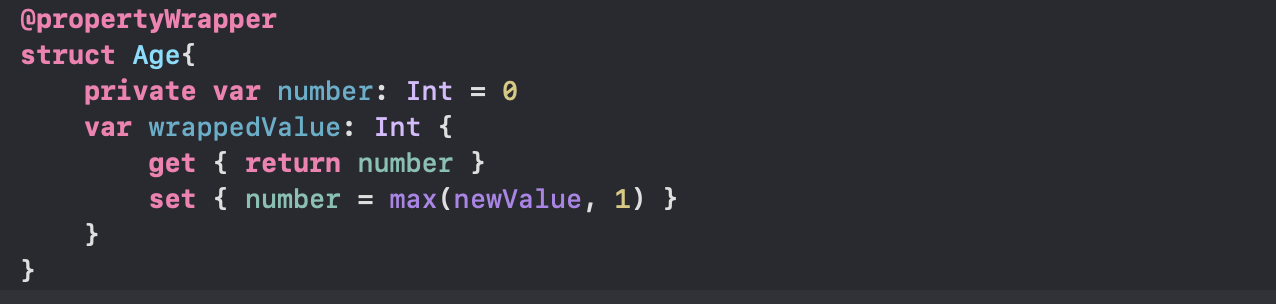 @propertyWrapper
struct Age{
    private var number: Int = 0
    var wrappedValue: Int {
        get { return number }
        set { number = max(newValue, 1) }
    }
}